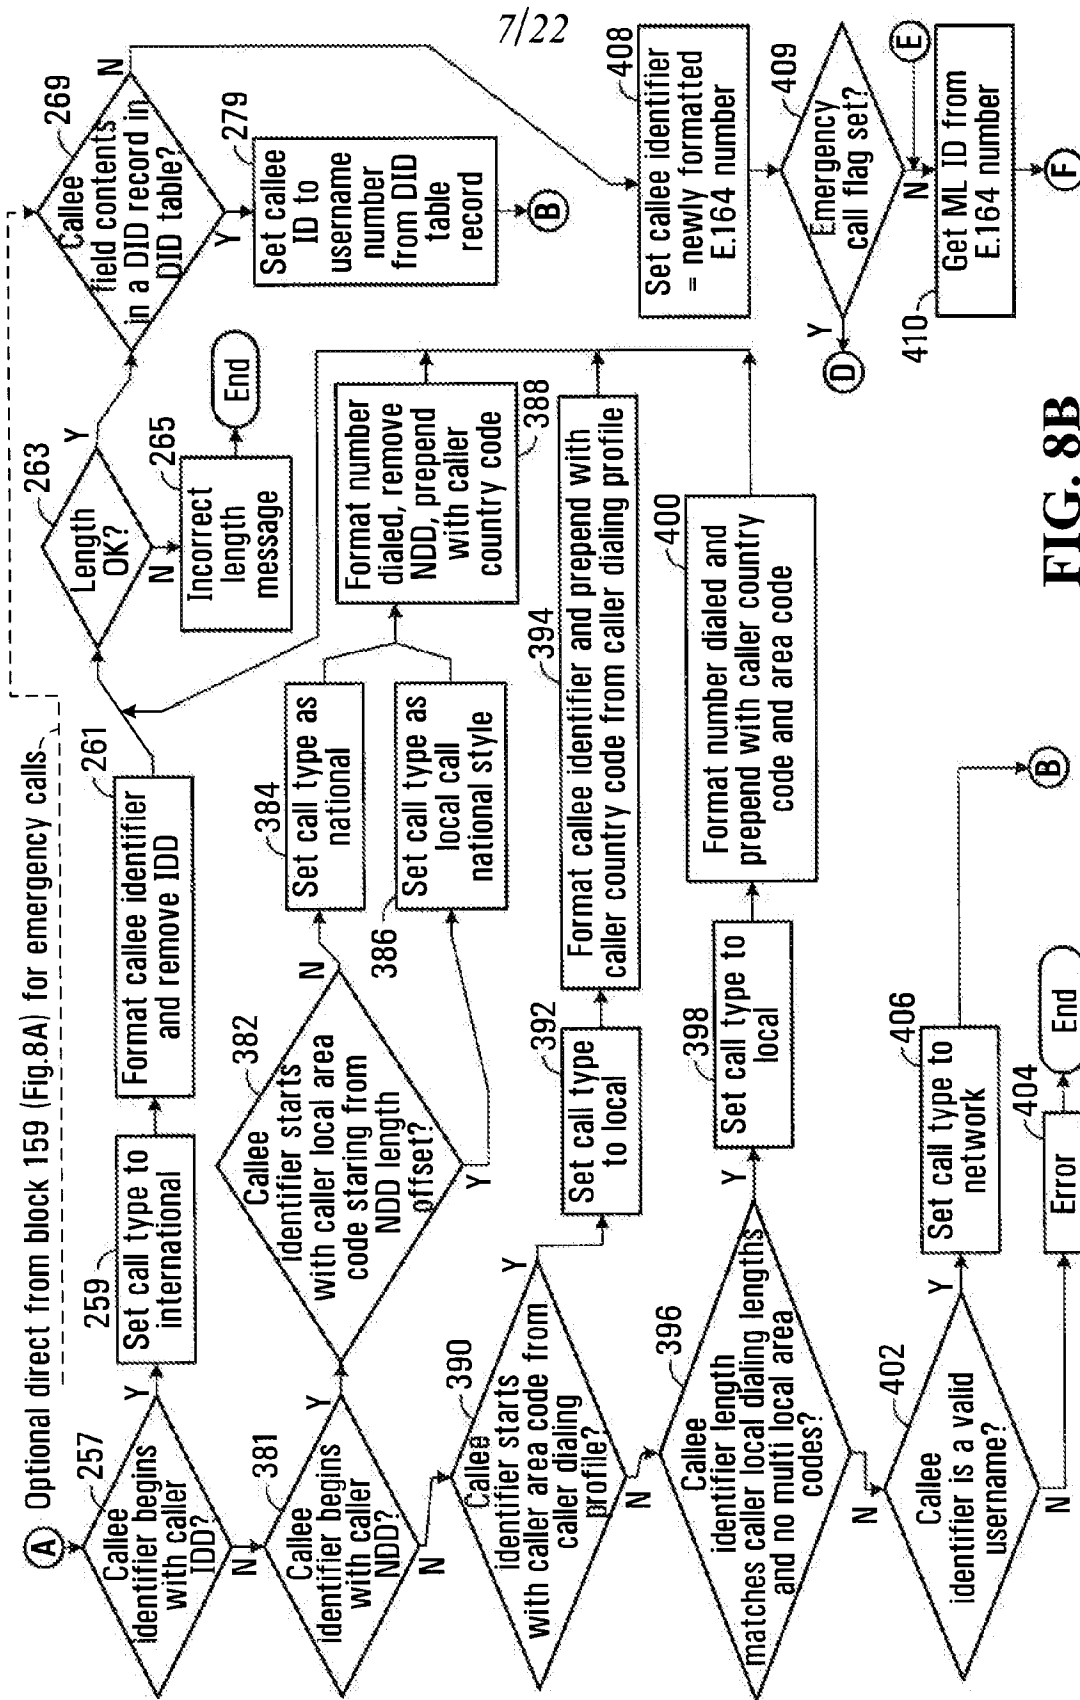 7/22
Optional direct from block 159 (Fig.8A) for emergency calls
A
257
Callee
identifier begins
with caller
IDD?
Y
N
259
Set call type to
international
261
Format callee identifier
and remove IDD
263
Length
OK?
Y
N
265
Incorrect
length
message
End
269
Callee
field contents
in a DID record in
DID table?
N
Y
279
Set callee
ID to
username
number
from DID
table
record
B
381
Callee
identifier begins
with caller
NDD?
Y
N
382
Callee
identifier starts
with caller local area
code staring from
NDD length
offset?
N
Y
384
Set call type as
national
386
Set call type as
local call
national style
388
Format number
dialed, remove
NDD, prepend
with caller
country code
390
Callee
identifier starts
with caller area code from
caller dialing
profile?
Y
N
392
Set call type
to local
394
Format callee identifier and prepend with
caller country code from caller dialing profile
396
Callee
identifier length
matches caller local dialing lengths
and no multi local area
codes?
Y
N
398
Set call type to
local
400
Format number dialed and
prepend with caller country
code and area code
402
Callee
identifier is a valid
username?
Y
N
406
Set call type to
network
B
404
Error
End
408
Set callee identifier
= newly formatted
E.164 number
409
Emergency
call flag set?
Y
D
N
E
410
Get ML ID from
E.164 number
F
FIG. 8B